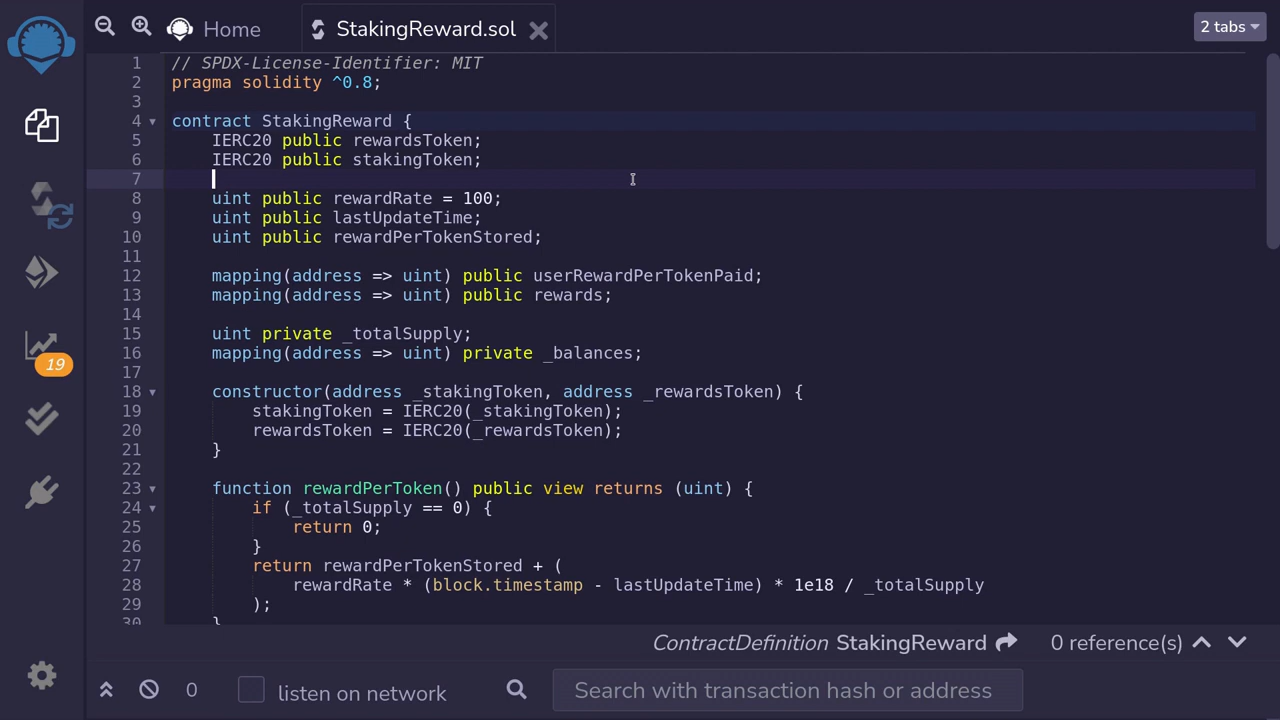 Home
StakingReward.sol
2 tabs
1 // SPDX-License-Identifier: MIT
2 pragma solidity ^0.8;
3
4 contract StakingReward {
5 IERC20 public rewardsToken;
6 IERC20 public stakingToken;
7
8 uint public rewardRate = 100;
9 uint public lastUpdateTime;
10 uint public rewardPerTokenStored;
11
12 mapping(address => uint) public userRewardPerTokenPaid;
13 mapping(address => uint) public rewards;
14
15 uint private _totalSupply;
16 mapping(address => uint) private _balances;
17
18 constructor(address _stakingToken, address _rewardsToken) {
19 stakingToken = IERC20(_stakingToken);
20 rewardsToken = IERC20(_rewardsToken);
21 }
22
23 function rewardPerToken() public view returns (uint) {
24 if (_totalSupply == 0) {
25 return 0;
26 }
27 return rewardPerTokenStored + (
28 rewardRate * (block.timestamp - lastUpdateTime) * 1e18 / _totalSupply
29 );
30 }
19
ContractDefinition StakingReward 0 reference(s)
0 listen on network Search with transaction hash or address